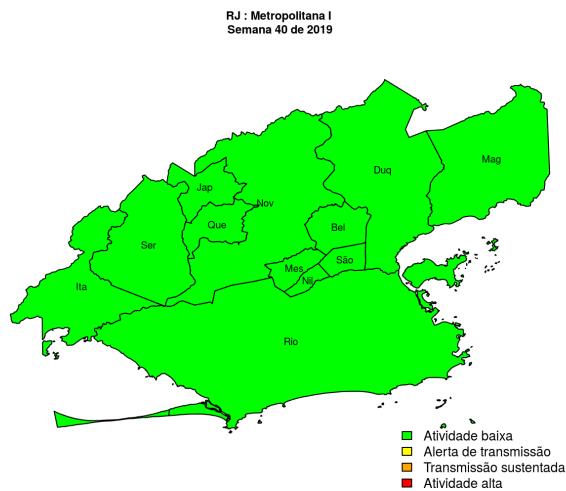 RJ : Metropolitana I
Semana 40 de 2019
Duq
Mag
Jap
Nov
Que
Bel
Ser
São
Mes
Nil
Ita
Rio
Atividade baixa
Alerta de transmissão
Transmissão sustentada
Atividade alta